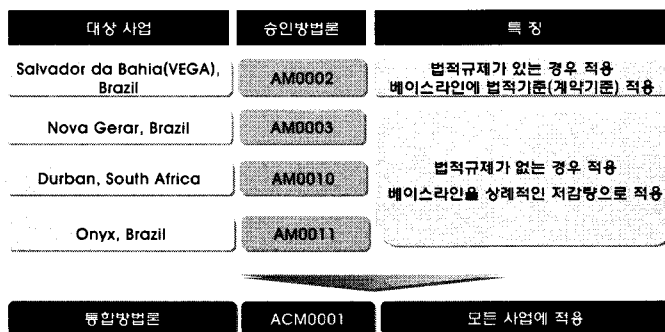 대상 사업
승인방법론
특 징
Salvador da Bahia(VEGA),
Brazil
AM0002
법적규제가 있는 경우 적용
베이스라인에 법적기준(계약기준) 적용
Nova Gerar, Brazil
AM0003
Durban, South Africa
AM0010
법적규제가 없는 경우 적용
베이스라인을 상례적인 저감량으로 적용
Onyx, Brazil
AM0011
통합방법론
ACM0001
모든 사업에 적용